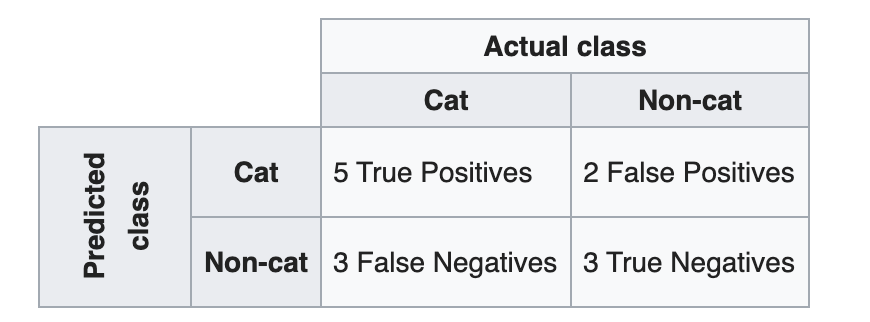 Actual class
Cat
Non-cat
Predicted
class
Cat
5 True Positives
2 False Positives
Non-cat
3 False Negatives
3 True Negatives